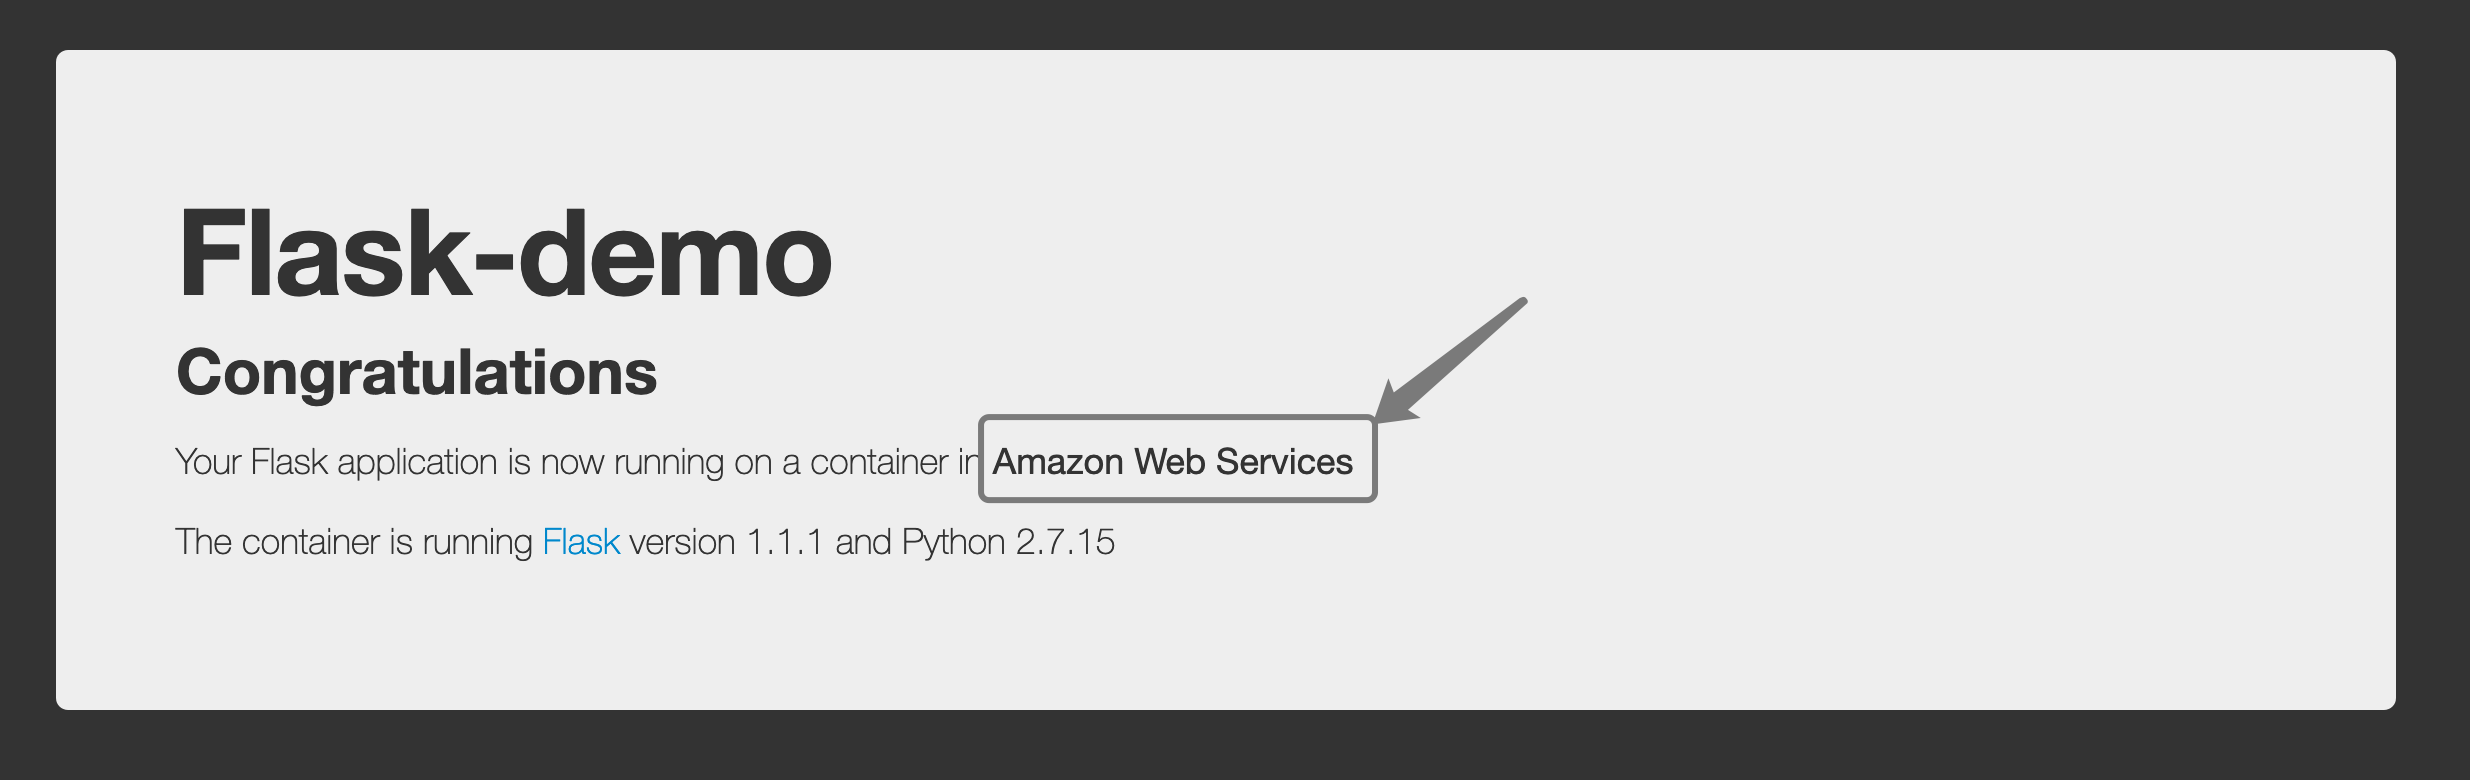 Flask-demo
Congratulations
Your Flask application is now running on a container in Amazon Web Services
The container is running Flask version 1.1.1 and Python 2.7.15